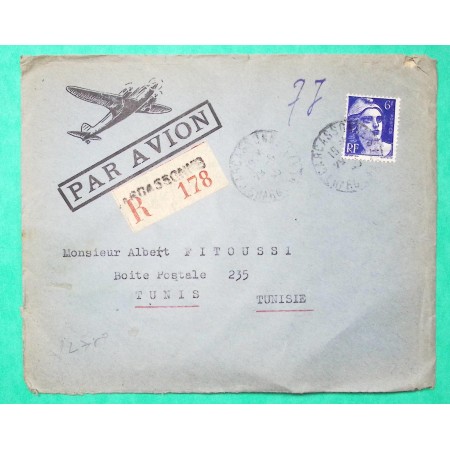 77
6F
RF
PAR AVION
CARCASSONNE
R 178
Monsieur Albert FITOUSSI
Boite Postale 235
TUNIS TUNISIE